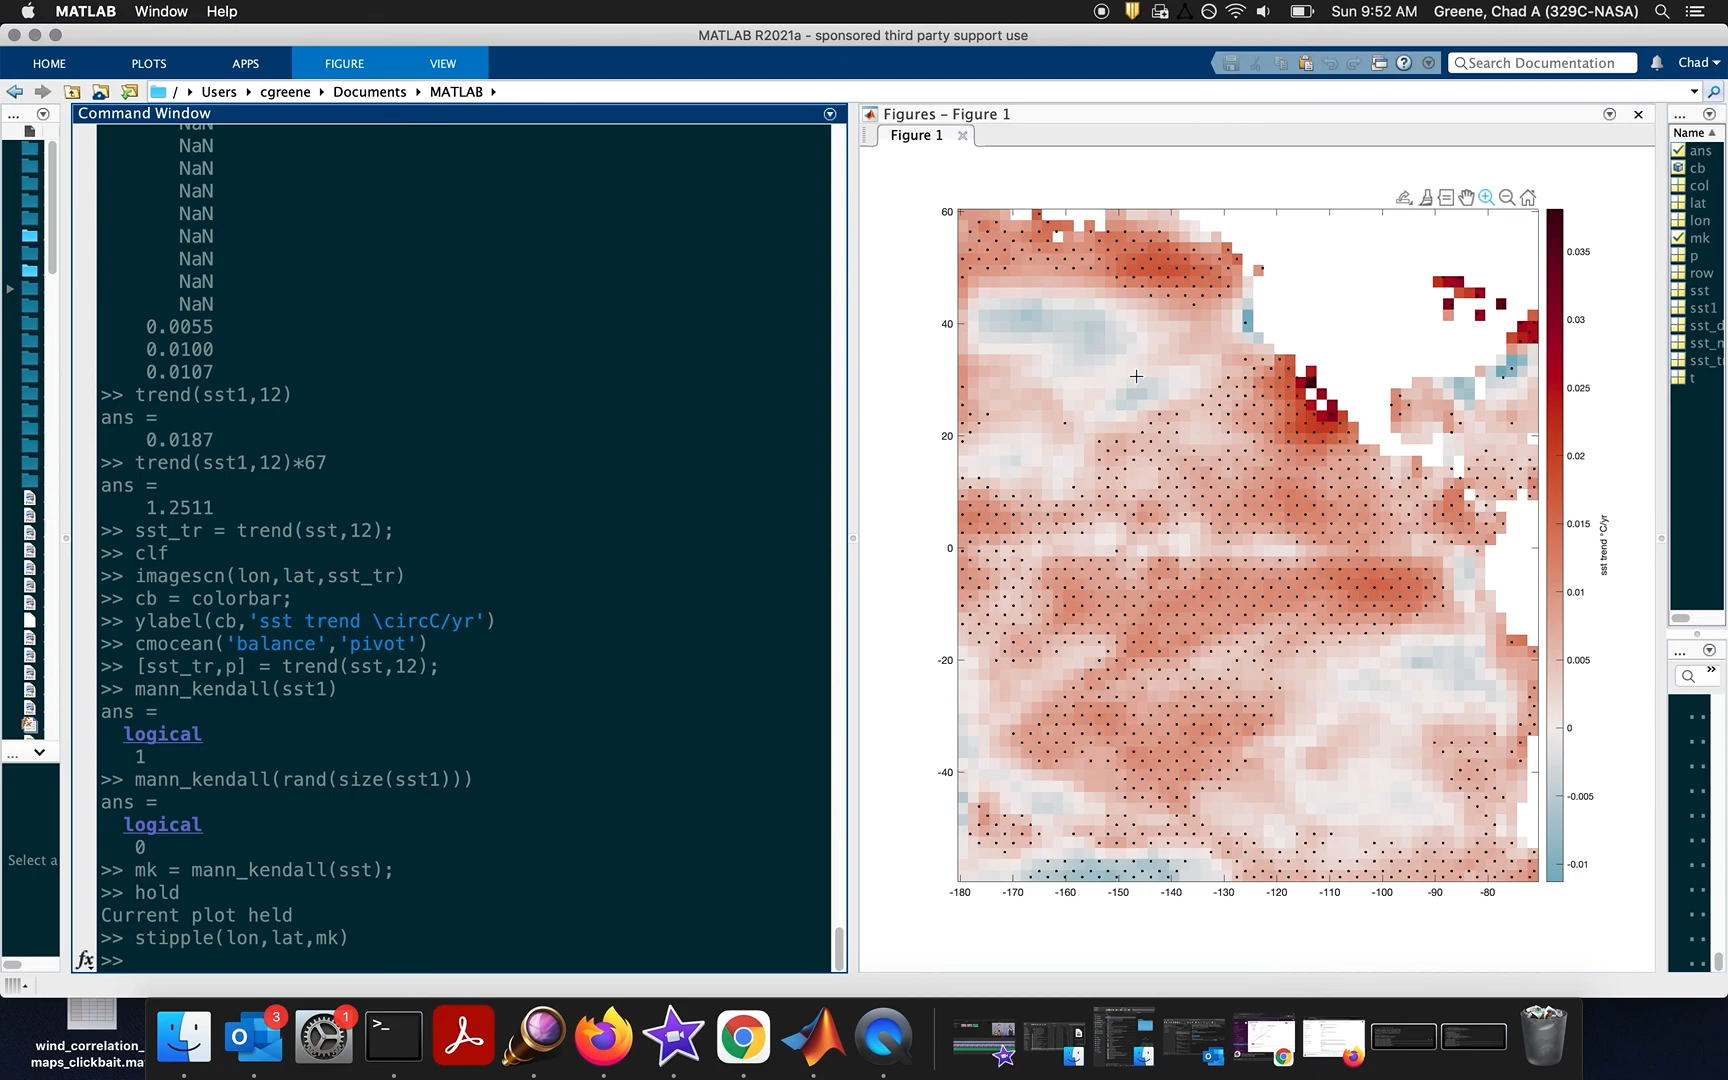 MATLAB Window Help
Sun 9:52 AM Greene, Chad A (329C-NASA)
MATLAB R2021a - sponsored third party support use
HOME PLOTS APPS FIGURE VIEW
Search Documentation Chad
/ Users cgreene Documents MATLAB
...
Command Window
NaN
NaN
NaN
NaN
NaN
NaN
NaN
NaN
NaN
0.0055
0.0100
0.0107
>> trend(sst1,12)
ans =
0.0187
>> trend(sst1,12)*67
ans =
1.2511
>> sst_tr = trend(sst,12);
>> clf
>> imagescn(lon,lat,sst_tr)
>> cb = colorbar;
>> ylabel(cb,'sst trend \circC/yr')
>> cmocean('balance','pivot')
>> [sst_tr,p] = trend(sst,12);
>> mann_kendall(sst1)
ans =
logical
1
>> mann_kendall(rand(size(sst1)))
ans =
logical
0
>> mk = mann_kendall(sst);
>> hold
Current plot held
>> stipple(lon,lat,mk)
fx >>
...
Select a
Figures - Figure 1
Figure 1
60
40
20
0
-20
-40
-180 -170 -160 -150 -140 -130 -120 -110 -100 -90 -80
0.035
0.03
0.025
0.02
0.015
0.01
0.005
0
-0.005
-0.01
sst trend °C/yr
...
Name
ans
cb
col
lat
lon
mk
p
row
sst
sst1
sst_d
sst_tr
t
...
3
1
>_
wind_correlation_
maps_clickbait.ma